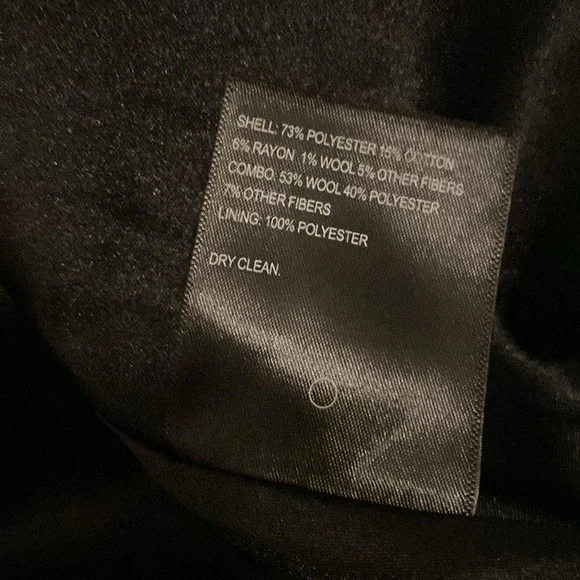 SHELL: 73% POLYESTER 15% COTTON
6% RAYON 1% WOOL 5% OTHER FIBERS
COMBO: 53% WOOL 40% POLYESTER
7% OTHER FIBERS
LINING: 100% POLYESTER
DRY CLEAN.